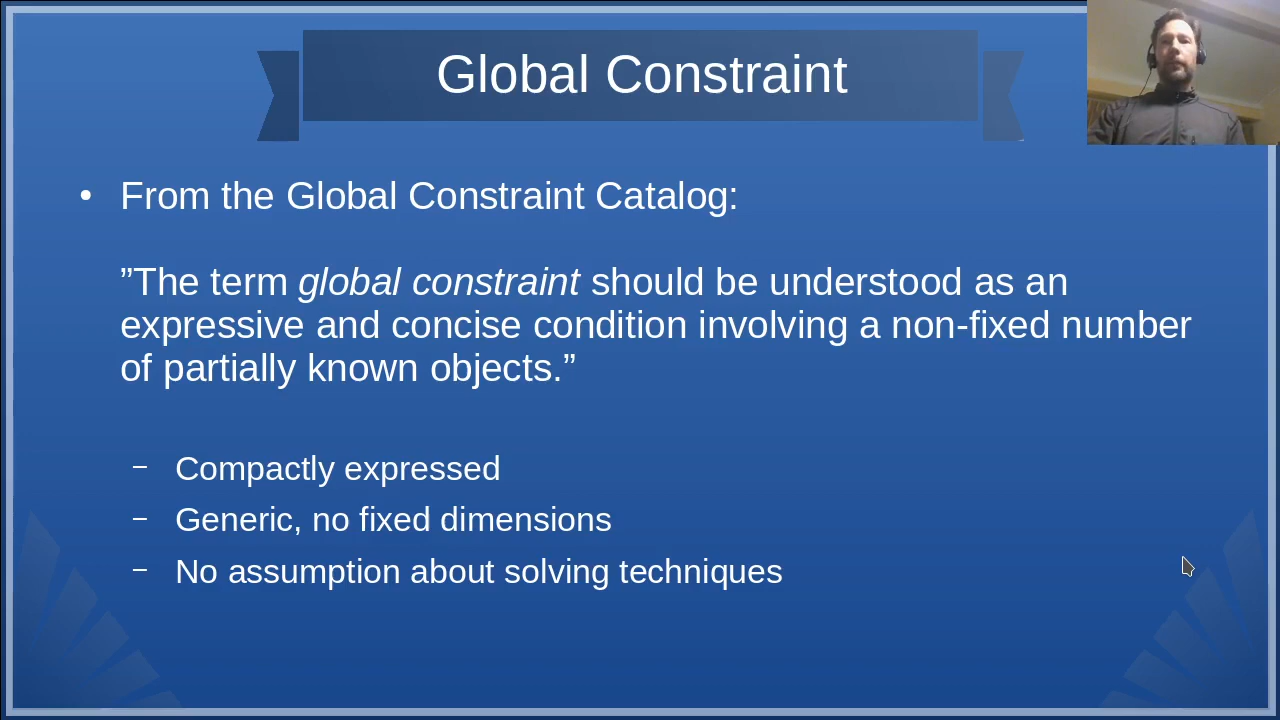 Global Constraint
• From the Global Constraint Catalog:
”The term global constraint should be understood as an
expressive and concise condition involving a non-fixed number
of partially known objects.”
– Compactly expressed
– Generic, no fixed dimensions
– No assumption about solving techniques